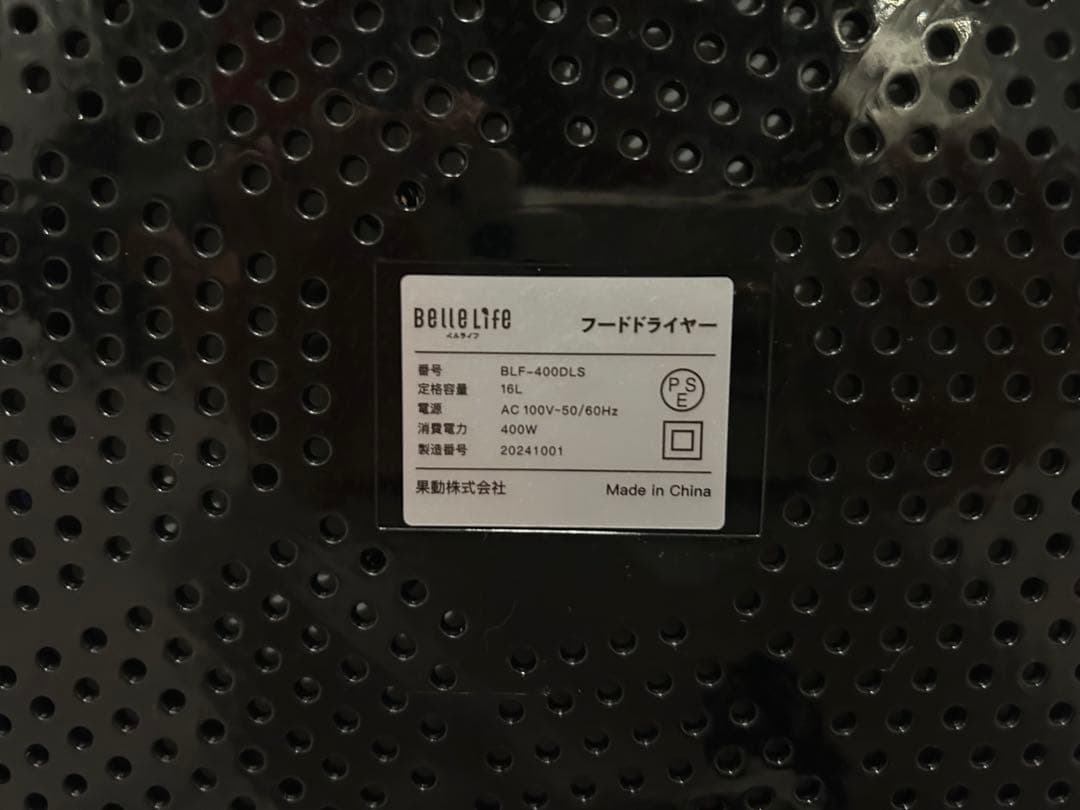 BelleLife
ベルライフ
フードドライヤー
番号 BLF-400DLS
定格容量 16L
電源 AC 100V~50/60Hz
消費電力 400W
製造番号 20241001
PSE
果動株式会社 Made in China